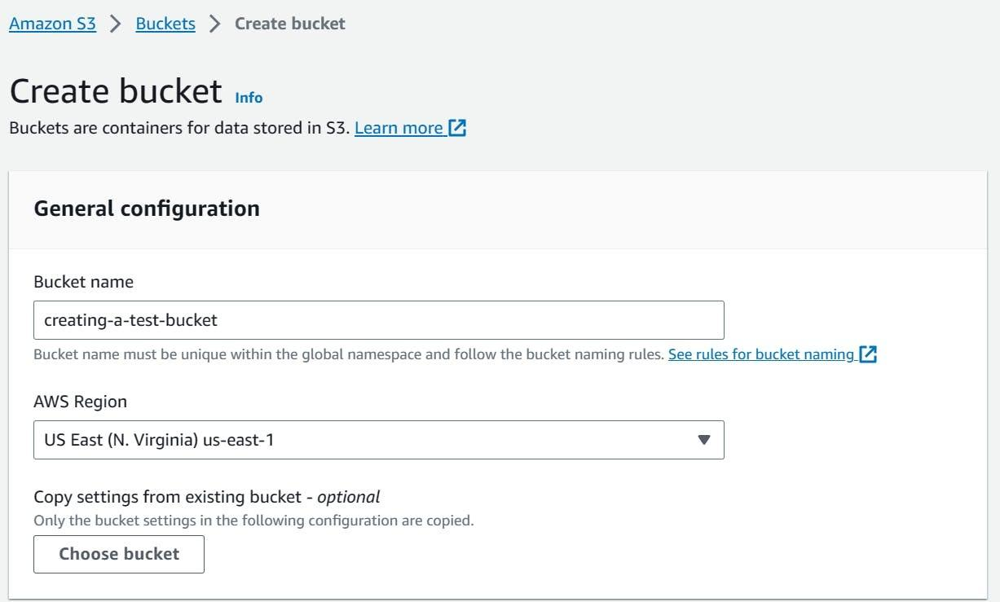 Amazon S3 > Buckets > Create bucket
Create bucket Info
Buckets are containers for data stored in S3. Learn more
General configuration
Bucket name
creating-a-test-bucket
Bucket name must be unique within the global namespace and follow the bucket naming rules. See rules for bucket naming
AWS Region
US East (N. Virginia) us-east-1
Copy settings from existing bucket - optional
Only the bucket settings in the following configuration are copied.
Choose bucket